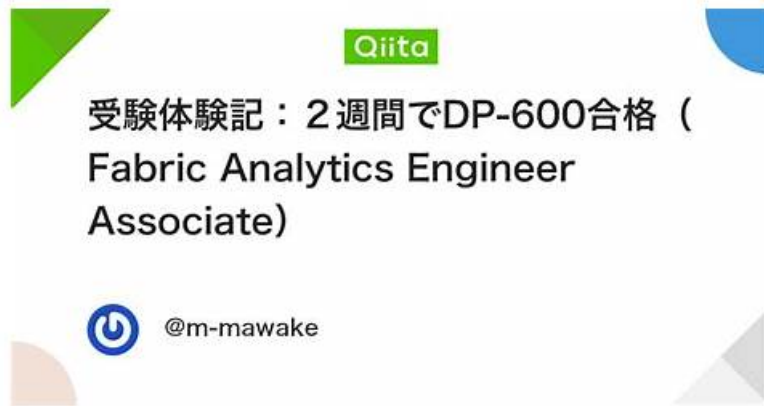 Qiita
受験体験記：２週間でDP-600合格（
Fabric Analytics Engineer
Associate）
@m-mawake